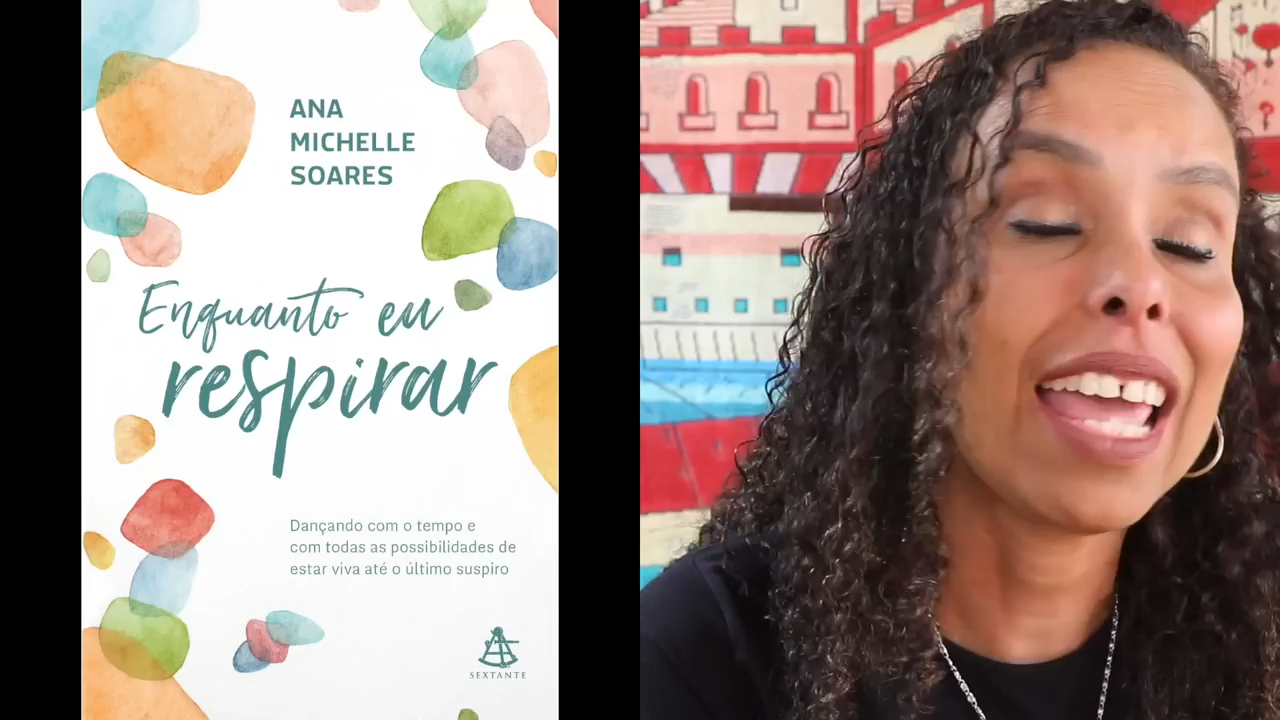 ANA
MICHELLE
SOARES
Enquanto eu
respirar
Dançando com o tempo e
com todas as possibilidades de
estar viva até o último suspiro
SEXTANTE